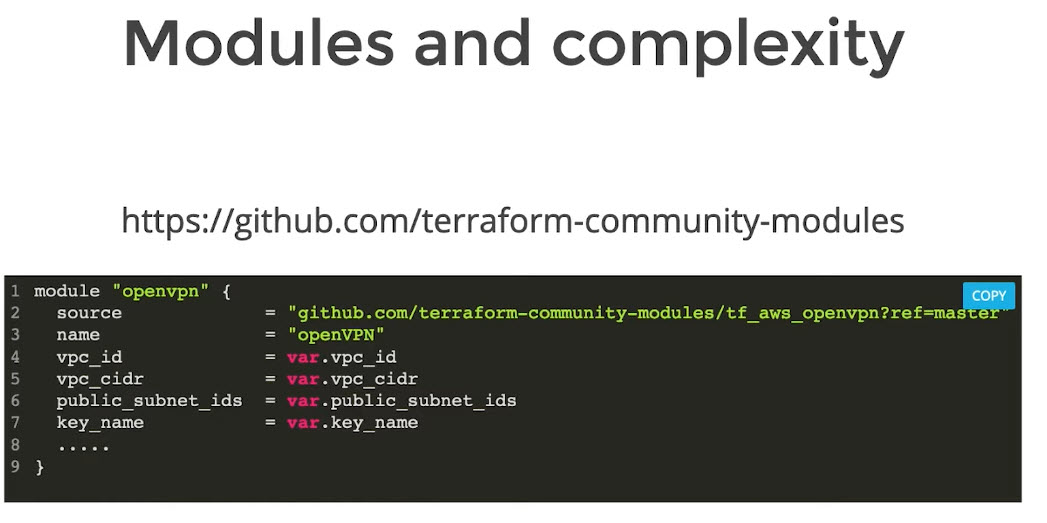 Modules and complexity
https://github.com/terraform-community-modules
COPY
1 module "openvpn" {
2   source             = "github.com/terraform-community-modules/tf_aws_openvpn?ref=master"
3   name               = "openVPN"
4   vpc_id             = var.vpc_id
5   vpc_cidr           = var.vpc_cidr
6   public_subnet_ids  = var.public_subnet_ids
7   key_name           = var.key_name
8   .....
9 }